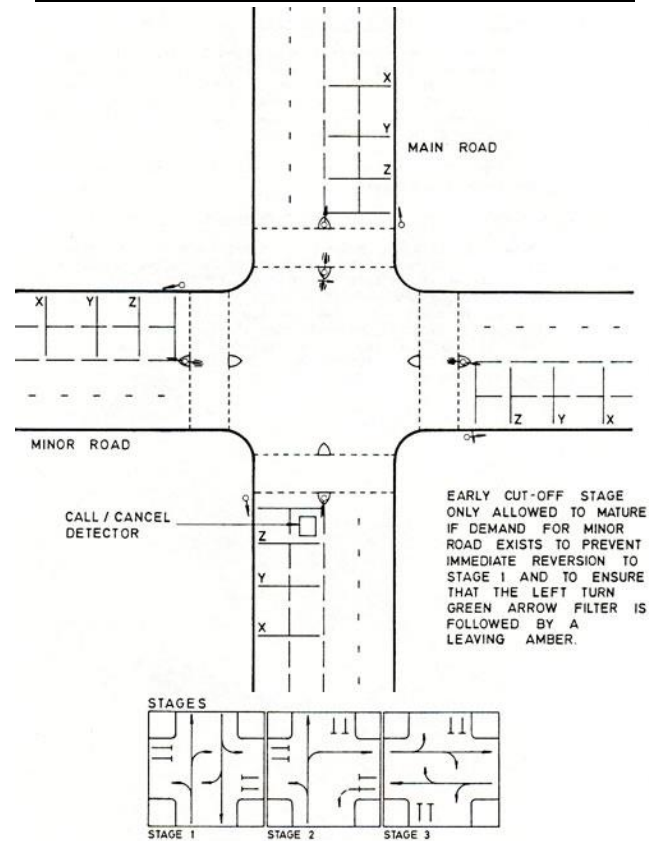 X
Y
MAIN ROAD
Z
X Y Z
Z Y X
MINOR ROAD
CALL / CANCEL
DETECTOR
Z
Y
X
EARLY CUT-OFF STAGE
ONLY ALLOWED TO MATURE
IF DEMAND FOR MINOR
ROAD EXISTS TO PREVENT
IMMEDIATE REVERSION TO
STAGE 1 AND TO ENSURE
THAT THE LEFT TURN
GREEN ARROW FILTER IS
FOLLOWED BY A
LEAVING AMBER.
STAGES
STAGE 1
STAGE 2
STAGE 3